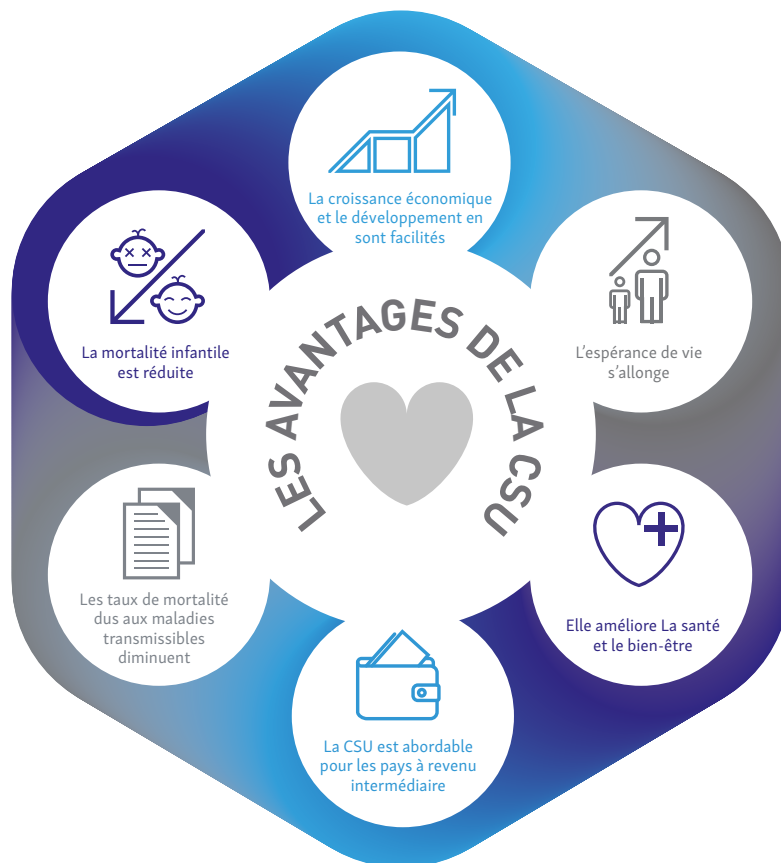 LES AVANTAGES DE LA CSU
La croissance économique
et le développement en
sont facilités
L'espérance de vie
s'allonge
Elle améliore La santé
et le bien-être
La CSU est abordable
pour les pays à revenu
intermédiaire
Les taux de mortalité
dus aux maladies
transmissibles
diminuent
La mortalité infantile
est réduite